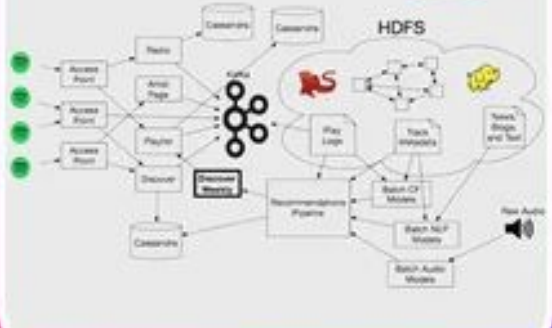 Cassandra
Cassandra
HDFS
Radio
Access
Point
Kafka
Artist
Page
Access
Point
Play
Logs
Track
Metadata
News,
Blogs,
and Text
Playlist
Access
Point
Discover
Discover
Weekly
Batch CF
Models
Recommendations
Pipeline
Raw Audio
Cassandra
Batch NLP
Models
Batch Audio
Models